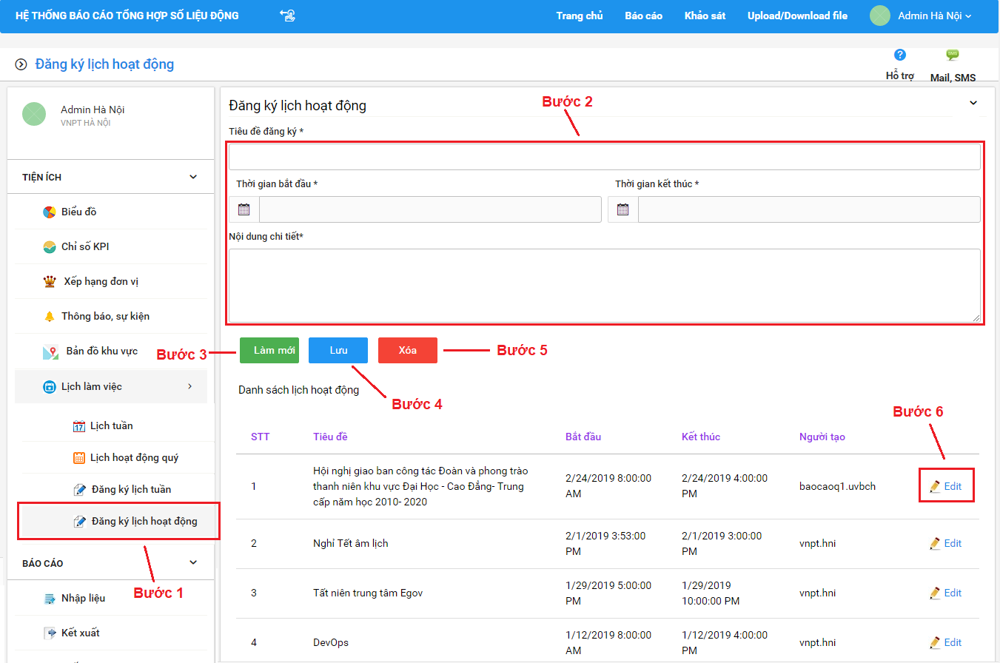 HỆ THỐNG BÁO CÁO TỔNG HỢP SỐ LIỆU ĐỘNG
Trang chủ
Báo cáo
Khảo sát
Upload/Download file
Admin Hà Nội
Đăng ký lịch hoạt động
Hỗ trợ
SMS
Mail, SMS
Admin Hà Nội
VNPT HÀ NỘI
TIỆN ÍCH
Biểu đồ
Chỉ số KPI
Xếp hạng đơn vị
Thông báo, sự kiện
Bản đồ khu vực
Lịch làm việc
17 Lịch tuần
Lịch hoạt động quý
Đăng ký lịch tuần
Đăng ký lịch hoạt động
BÁO CÁO
Bước 1
Nhập liệu
Kết xuất
Đăng ký lịch hoạt động
Bước 2
Tiêu đề đăng ký *
Thời gian bắt đầu *
Thời gian kết thúc *
Nội dung chi tiết*
Bước 3
Làm mới
Lưu
Xóa
Bước 5
Danh sách lịch hoạt động
Bước 4
Bước 6
STT
Tiêu đề
Bắt đầu
Kết thúc
Người tạo
1
Hội nghị giao ban công tác Đoàn và phong trào
thanh niên khu vực Đại Học - Cao Đẳng- Trung
cấp năm học 2010- 2020
2/24/2019 8:00:00
AM
2/24/2019 4:00:00
PM
baocaoq1.uvbch
Edit
2
Nghỉ Tết âm lịch
2/1/2019 3:53:00
PM
2/1/2019 3:00:00
PM
vnpt.hni
Edit
3
Tất niên trung tâm Egov
1/29/2019 5:00:00
PM
1/29/2019
10:00:00 PM
vnpt.hni
Edit
4
DevOps
1/12/2019 8:00:00
AM
1/12/2019 4:00:00
PM
vnpt.hni
Edit